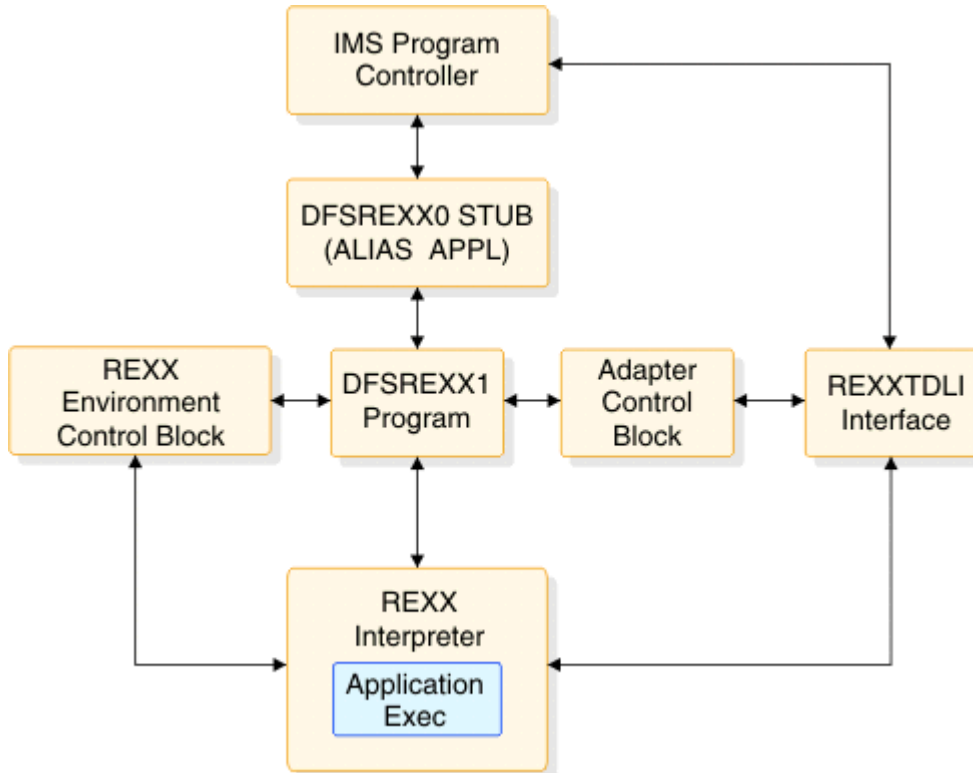 IMS Program
Controller
DFSREXX0 STUB
(ALIAS APPL)
REXX
Environment
Control Block
DFSREXX1
Program
Adapter
Control
Block
REXXTDLI
Interface
REXX
Interpreter
Application
Exec